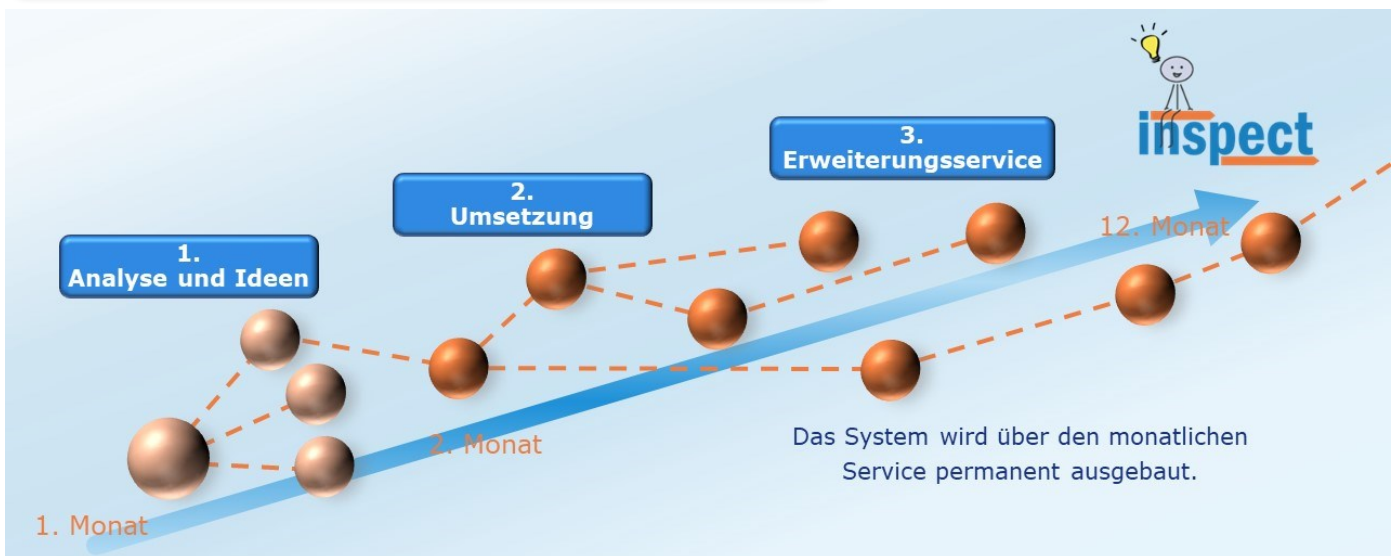 inspect
3.
Erweiterungsservice
2.
Umsetzung
12. Monat
1.
Analyse und Ideen
2. Monat
Das System wird über den monatlichen
Service permanent ausgebaut.
1. Monat